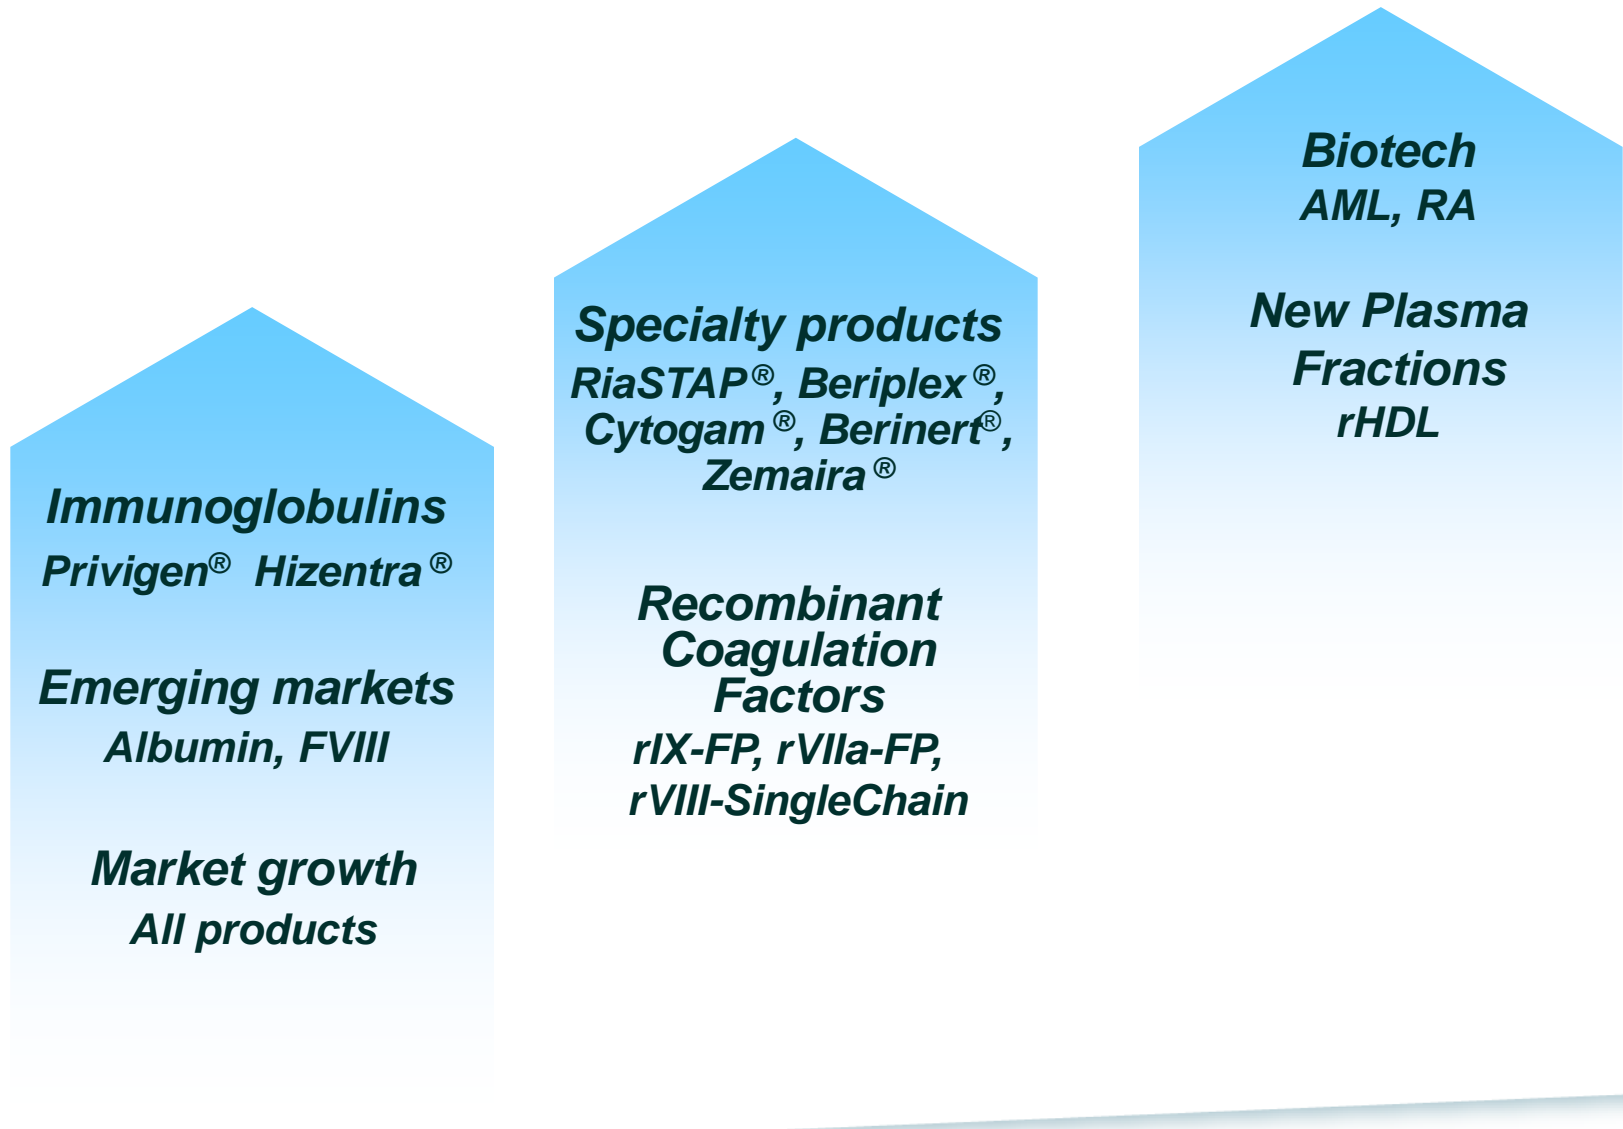 Immunoglobulins
Privigen® Hizentra ®
Emerging markets
Albumin, FVIII
Market growth
All products
Specialty products
RiaSTAP ®, Beriplex ®,
Cytogam ®, Berinert®,
Zemaira ®
Recombinant
Coagulation
Factors
rIX-FP, rVIIa-FP,
rVIII-SingleChain
Biotech
AML, RA
New Plasma
Fractions
rHDL